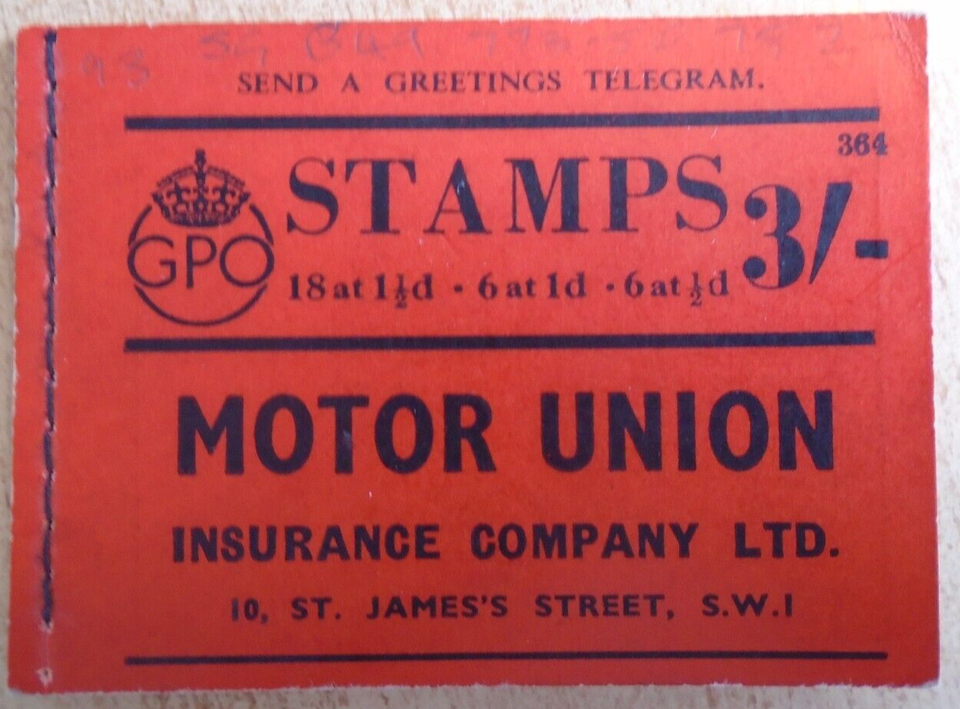 SEND A GREETINGS TELEGRAM.
364
STAMPS 3/-
GPO
18 at 1½d · 6 at 1d · 6 at ½d
MOTOR UNION
INSURANCE COMPANY LTD.
10, ST. JAMES'S STREET, S.W.1